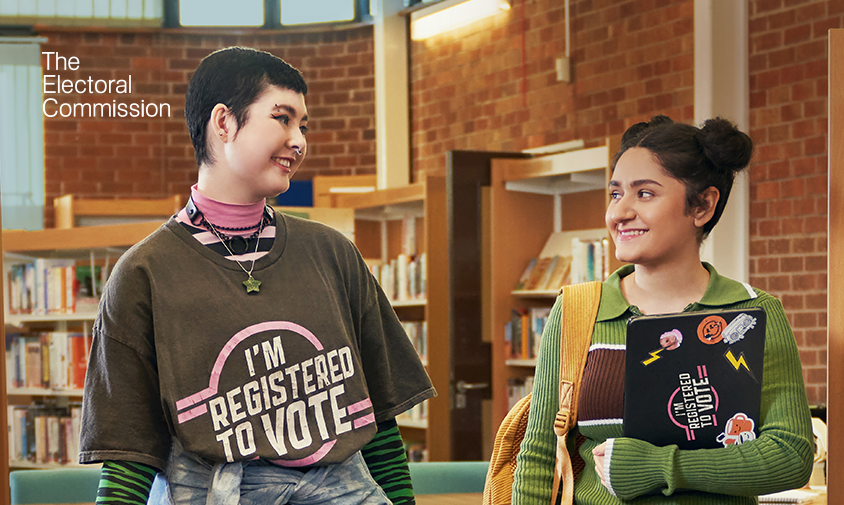 The
Electoral
Commission
I'M
REGISTERED
TO VOTE
I'M
REGISTERED
TO VOTE